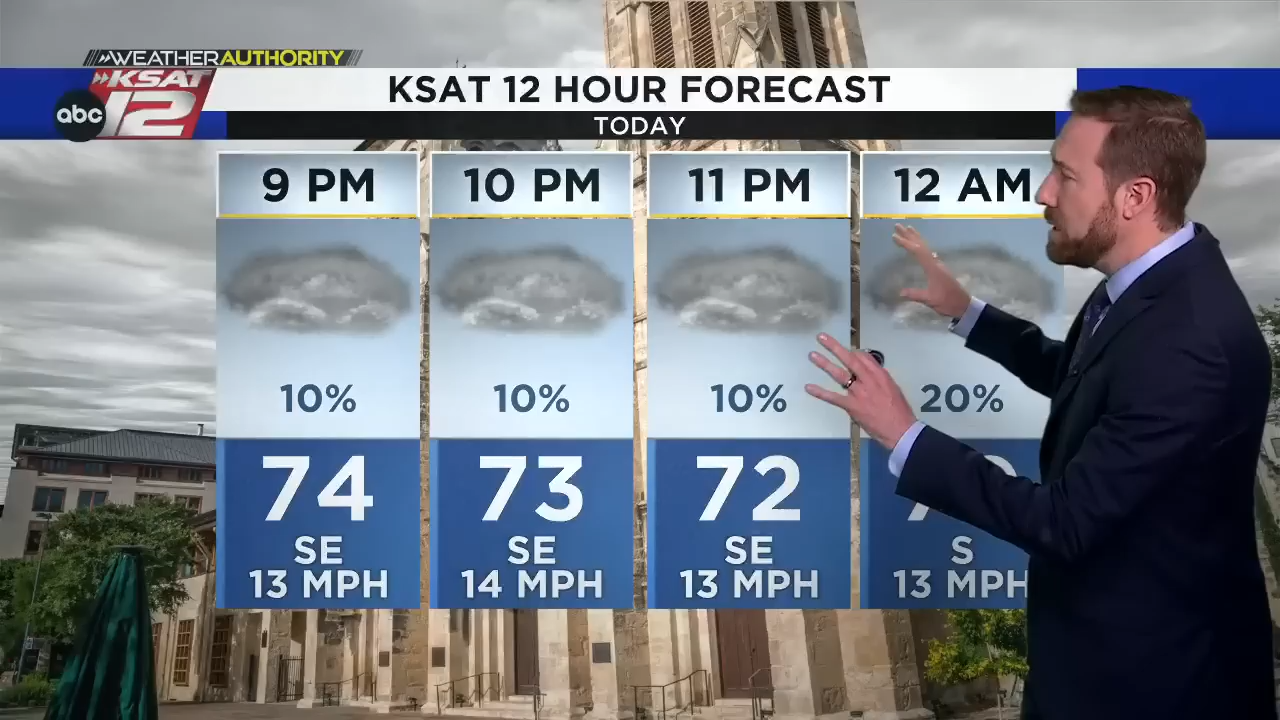 WEATHERAUTHORITY
KSAT
abc 12
KSAT 12 HOUR FORECAST
TODAY
9 PM 10 PM 11 PM 12 AM
10% 10% 10% 20%
74 73 72
SE SE SE S
13 MPH 14 MPH 13 MPH 13 MPH